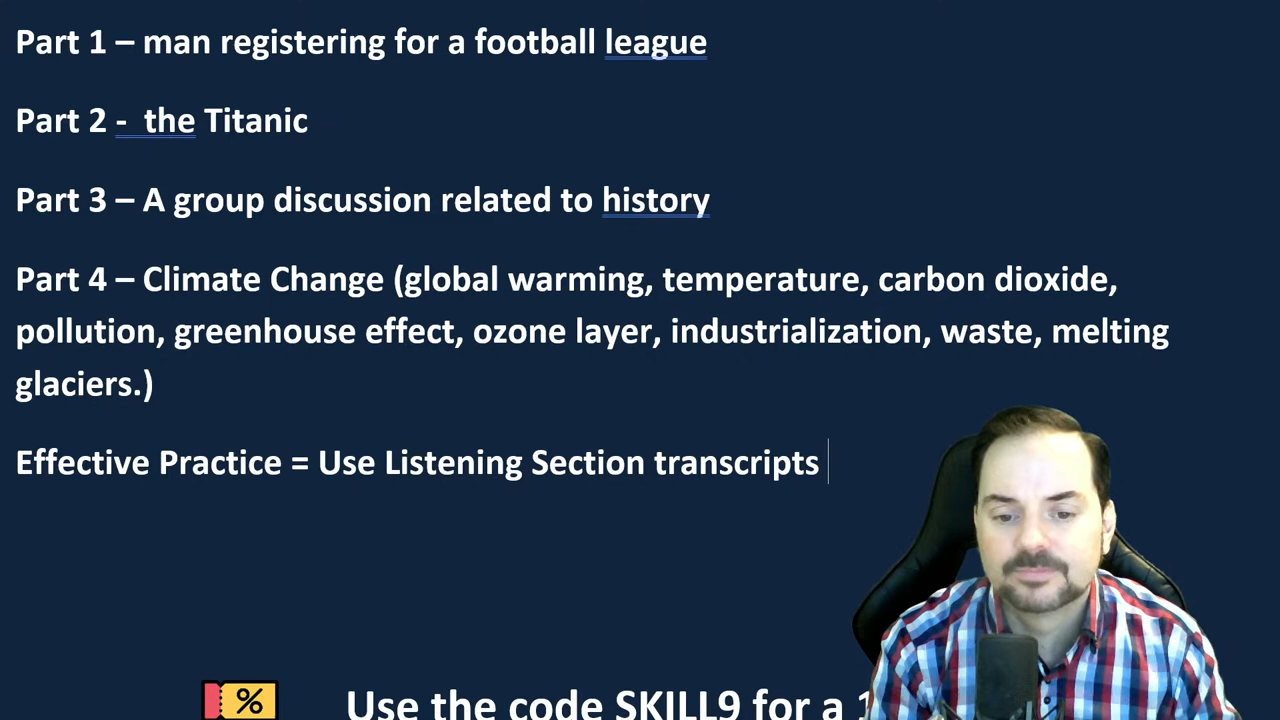 Part 1 – man registering for a football league
Part 2 -  the Titanic
Part 3 – A group discussion related to history
Part 4 – Climate Change (global warming, temperature, carbon dioxide,
pollution, greenhouse effect, ozone layer, industrialization, waste, melting
glaciers.)
Effective Practice = Use Listening Section transcripts
%
Use the code SKILL9 for a